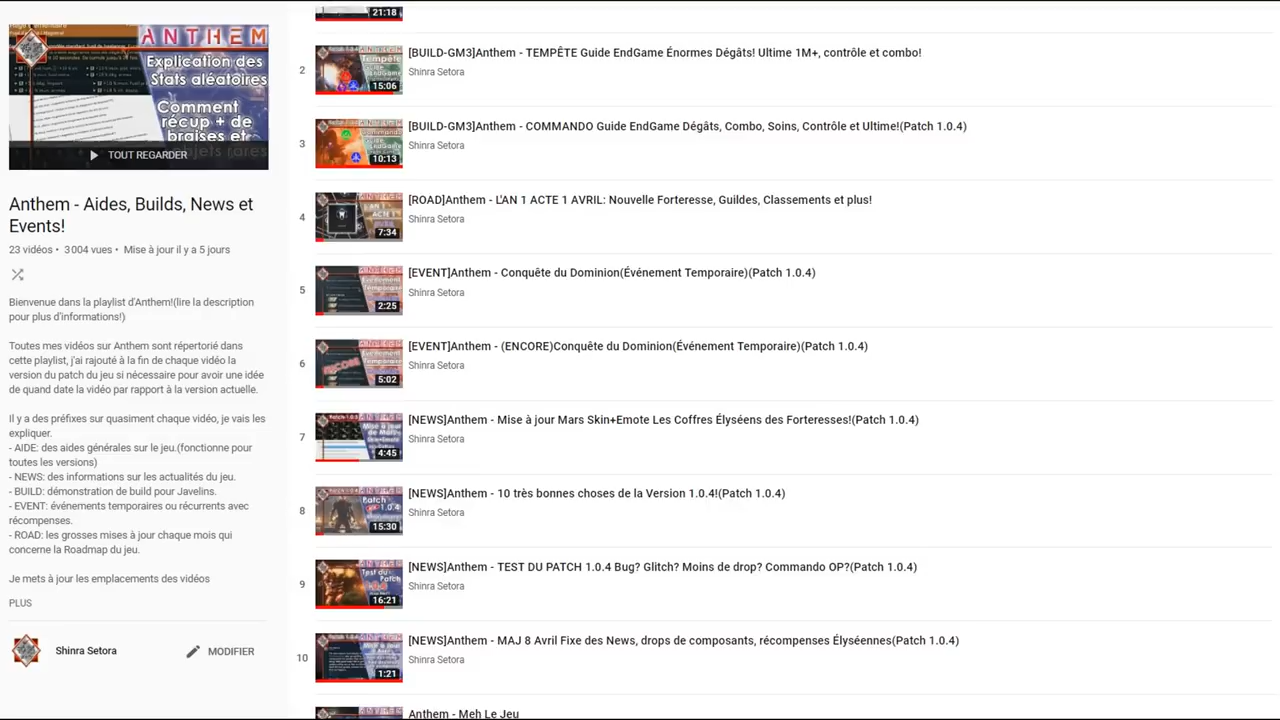 ANTHEM
Explication des
Stats aléatoires
Comment
récup + de
braises et
objets rares
TOUT REGARDER
Anthem - Aides, Builds, News et
Events!
23 vidéos • 3 004 vues • Mise à jour il y a 5 jours
Bienvenue dans la playlist d'Anthem!(lire la description
pour plus d'informations!)
Toutes mes vidéos sur Anthem sont répertorié dans
cette playlist, j'ai rajouté à la fin de chaque vidéo la
version du patch du jeu si nécessaire pour avoir une idée
de quand date la vidéo par rapport à la version actuelle.
Il y a des préfixes sur quasiment chaque vidéo, je vais les
expliquer.
- AIDE: des aides générales sur le jeu.(fonctionne pour
toutes les versions)
- NEWS: des informations sur les actualités du jeu.
- BUILD: démonstration de build pour Javelins.
- EVENT: événements temporaires ou récurrents avec
récompenses.
- ROAD: les grosses mises à jour chaque mois qui
concerne la Roadmap du jeu.
Je mets à jour les emplacements des vidéos
PLUS
Shinra Setora
MODIFIER
21:18
2
15:06
[BUILD-GM3]Anthem - TEMPETE Guide EndGame Énormes Dégâts, Ultime 1M+, contrôle et combo!
Shinra Setora
3
10:13
[BUILD-GM3]Anthem - COMMANDO Guide EndGame Dégâts, Combo, Soins, Contrôle et Ultime!(Patch 1.0.4)
Shinra Setora
4
7:34
[ROAD]Anthem - L'AN 1 ACTE 1 AVRIL: Nouvelle Forteresse, Guildes, Classements et plus!
Shinra Setora
5
2:25
[EVENT]Anthem - Conquête du Dominion(Événement Temporaire)(Patch 1.0.4)
Shinra Setora
6
5:02
[EVENT]Anthem - (ENCORE)Conquête du Dominion (Événement Temporaire)(Patch 1.0.4)
Shinra Setora
7
4:45
[NEWS]Anthem - Mise à jour Mars Skin+Emote Les Coffres Élyséens des Forteresses!(Patch 1.0.4)
Shinra Setora
8
15:30
[NEWS]Anthem - 10 très bonnes choses de la Version 1.0.4!(Patch 1.0.4)
Shinra Setora
9
16:21
[NEWS]Anthem - TEST DU PATCH 1.0.4 Bug? Glitch? Moins de drop? Commando OP?(Patch 1.0.4)
Shinra Setora
10
1:21
[NEWS]Anthem - MAJ 8 Avril Fixe des News, drops de composants, de caisses Élyséennes(Patch 1.0.4)
Shinra Setora
Anthem - Meh Le Jeu